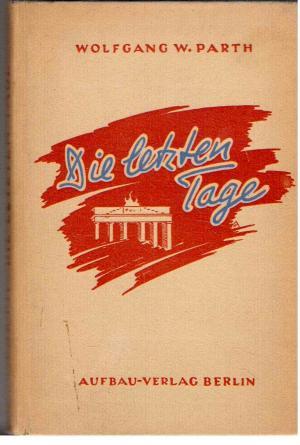 WOLFGANG W. PARTH
Die letzten
Tage
AUFBAU-VERLAG BERLIN